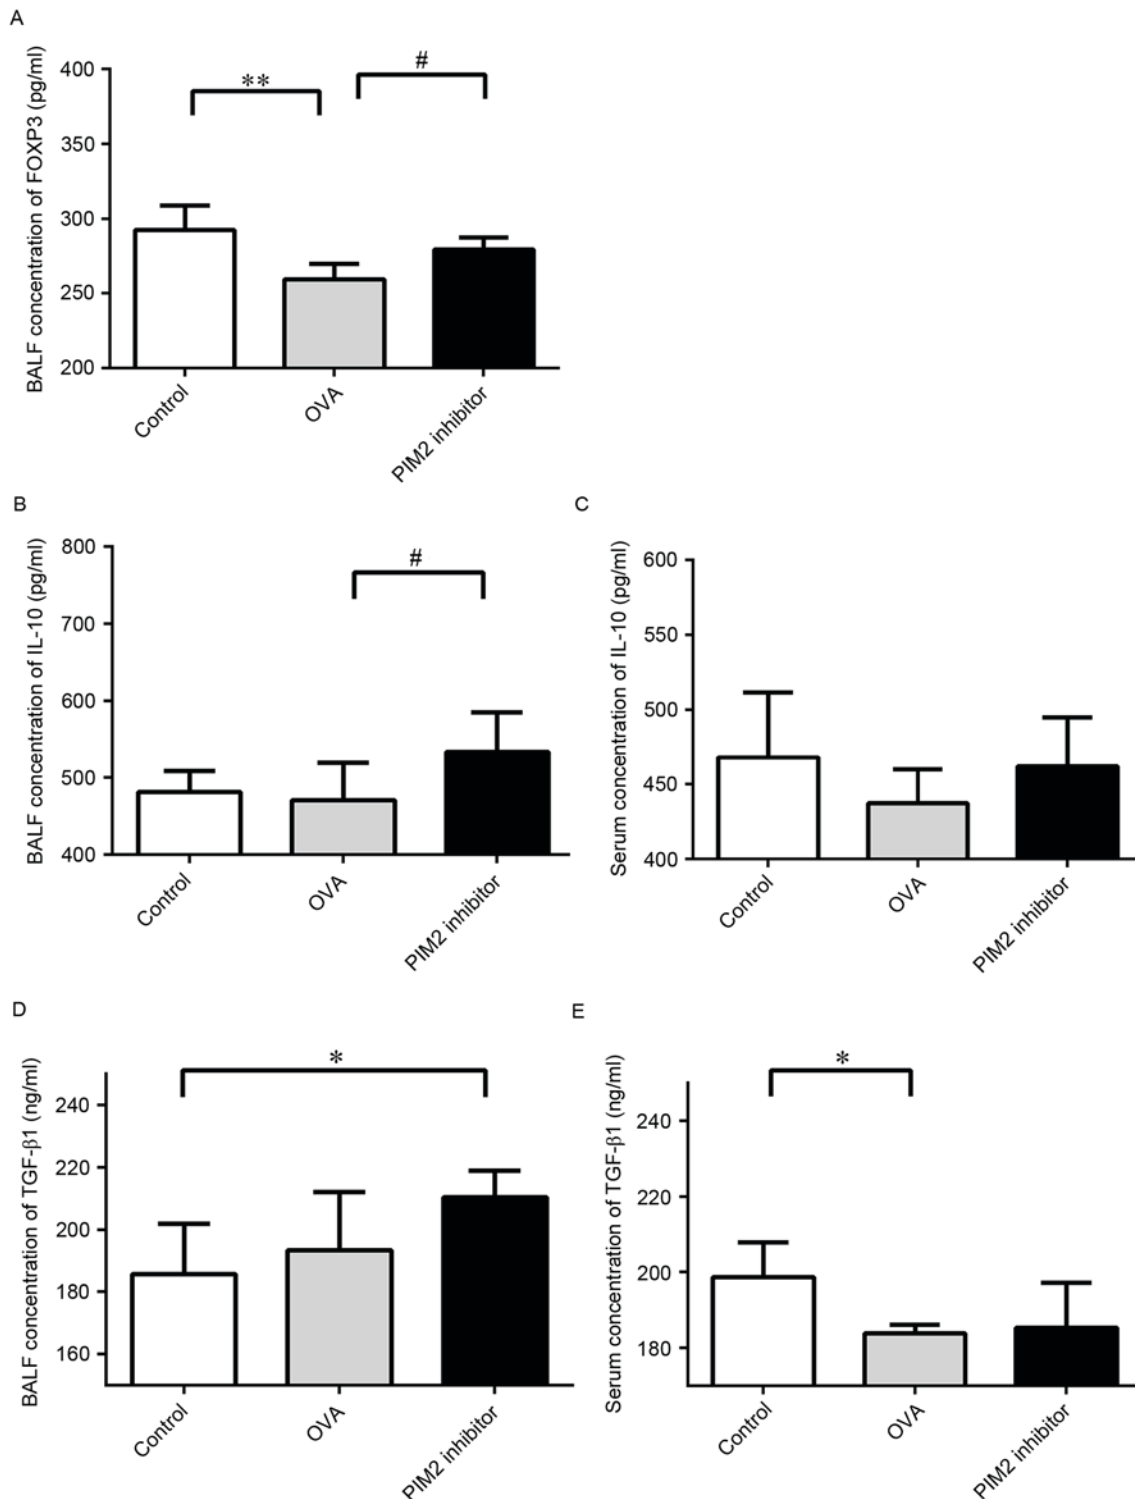 A
BALF concentration of FOXP3 (pg/ml)
400
350
300
250
200
**
#
Control
OVA
PIM2 inhibitor
B
BALF concentration of IL-10 (pg/ml)
800
700
600
500
400
#
Control
OVA
PIM2 inhibitor
C
Serum concentration of IL-10 (pg/ml)
600
550
500
450
400
Control
OVA
PIM2 inhibitor
D
BALF concentration of TGF-β1 (ng/ml)
240
220
200
180
160
*
Control
OVA
PIM2 inhibitor
E
Serum concentration of TGF-β1 (ng/ml)
240
220
200
180
*
Control
OVA
PIM2 inhibitor